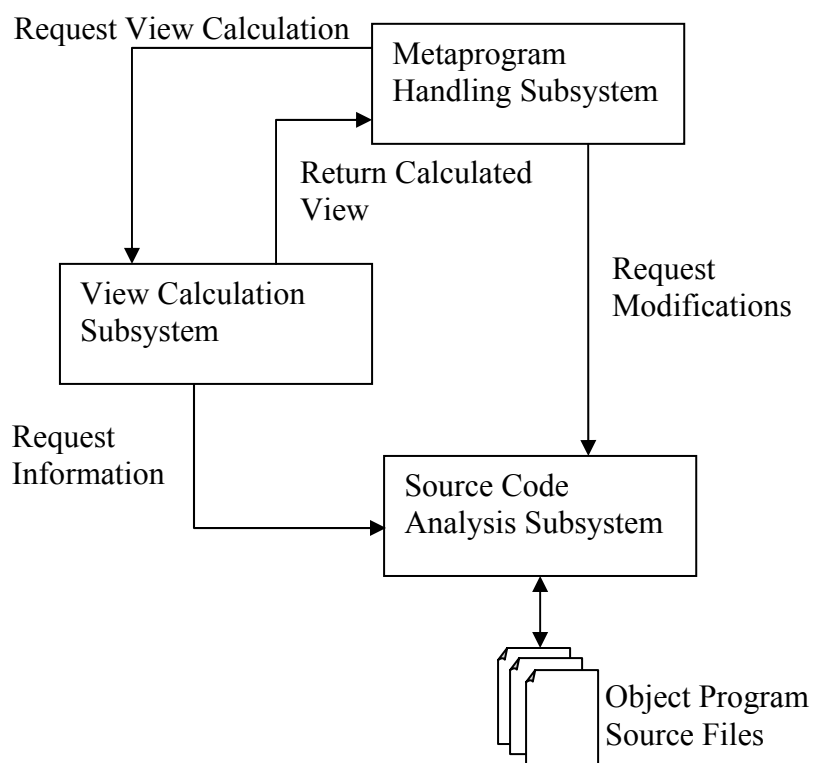 Request View Calculation
Metaprogram
Handling Subsystem
Return Calculated
View
View Calculation
Subsystem
Request
Modifications
Request
Information
Source Code
Analysis Subsystem
Object Program
Source Files